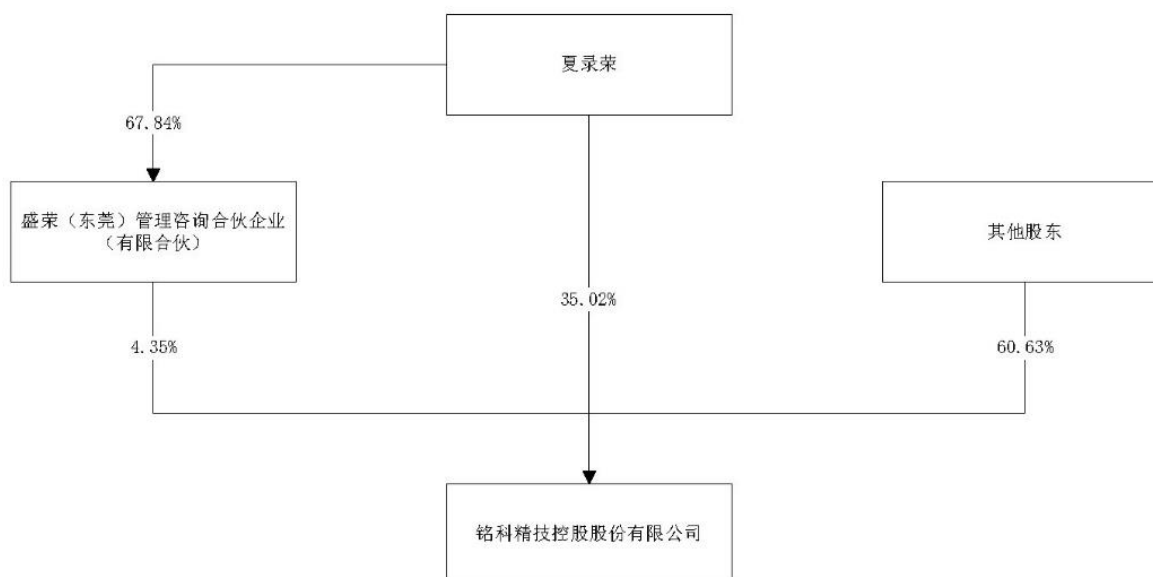 夏录荣
67.84%
盛荣（东莞）管理咨询合伙企业
（有限合伙）
其他股东
35.02%
4.35%
60.63%
铭科精技控股股份有限公司